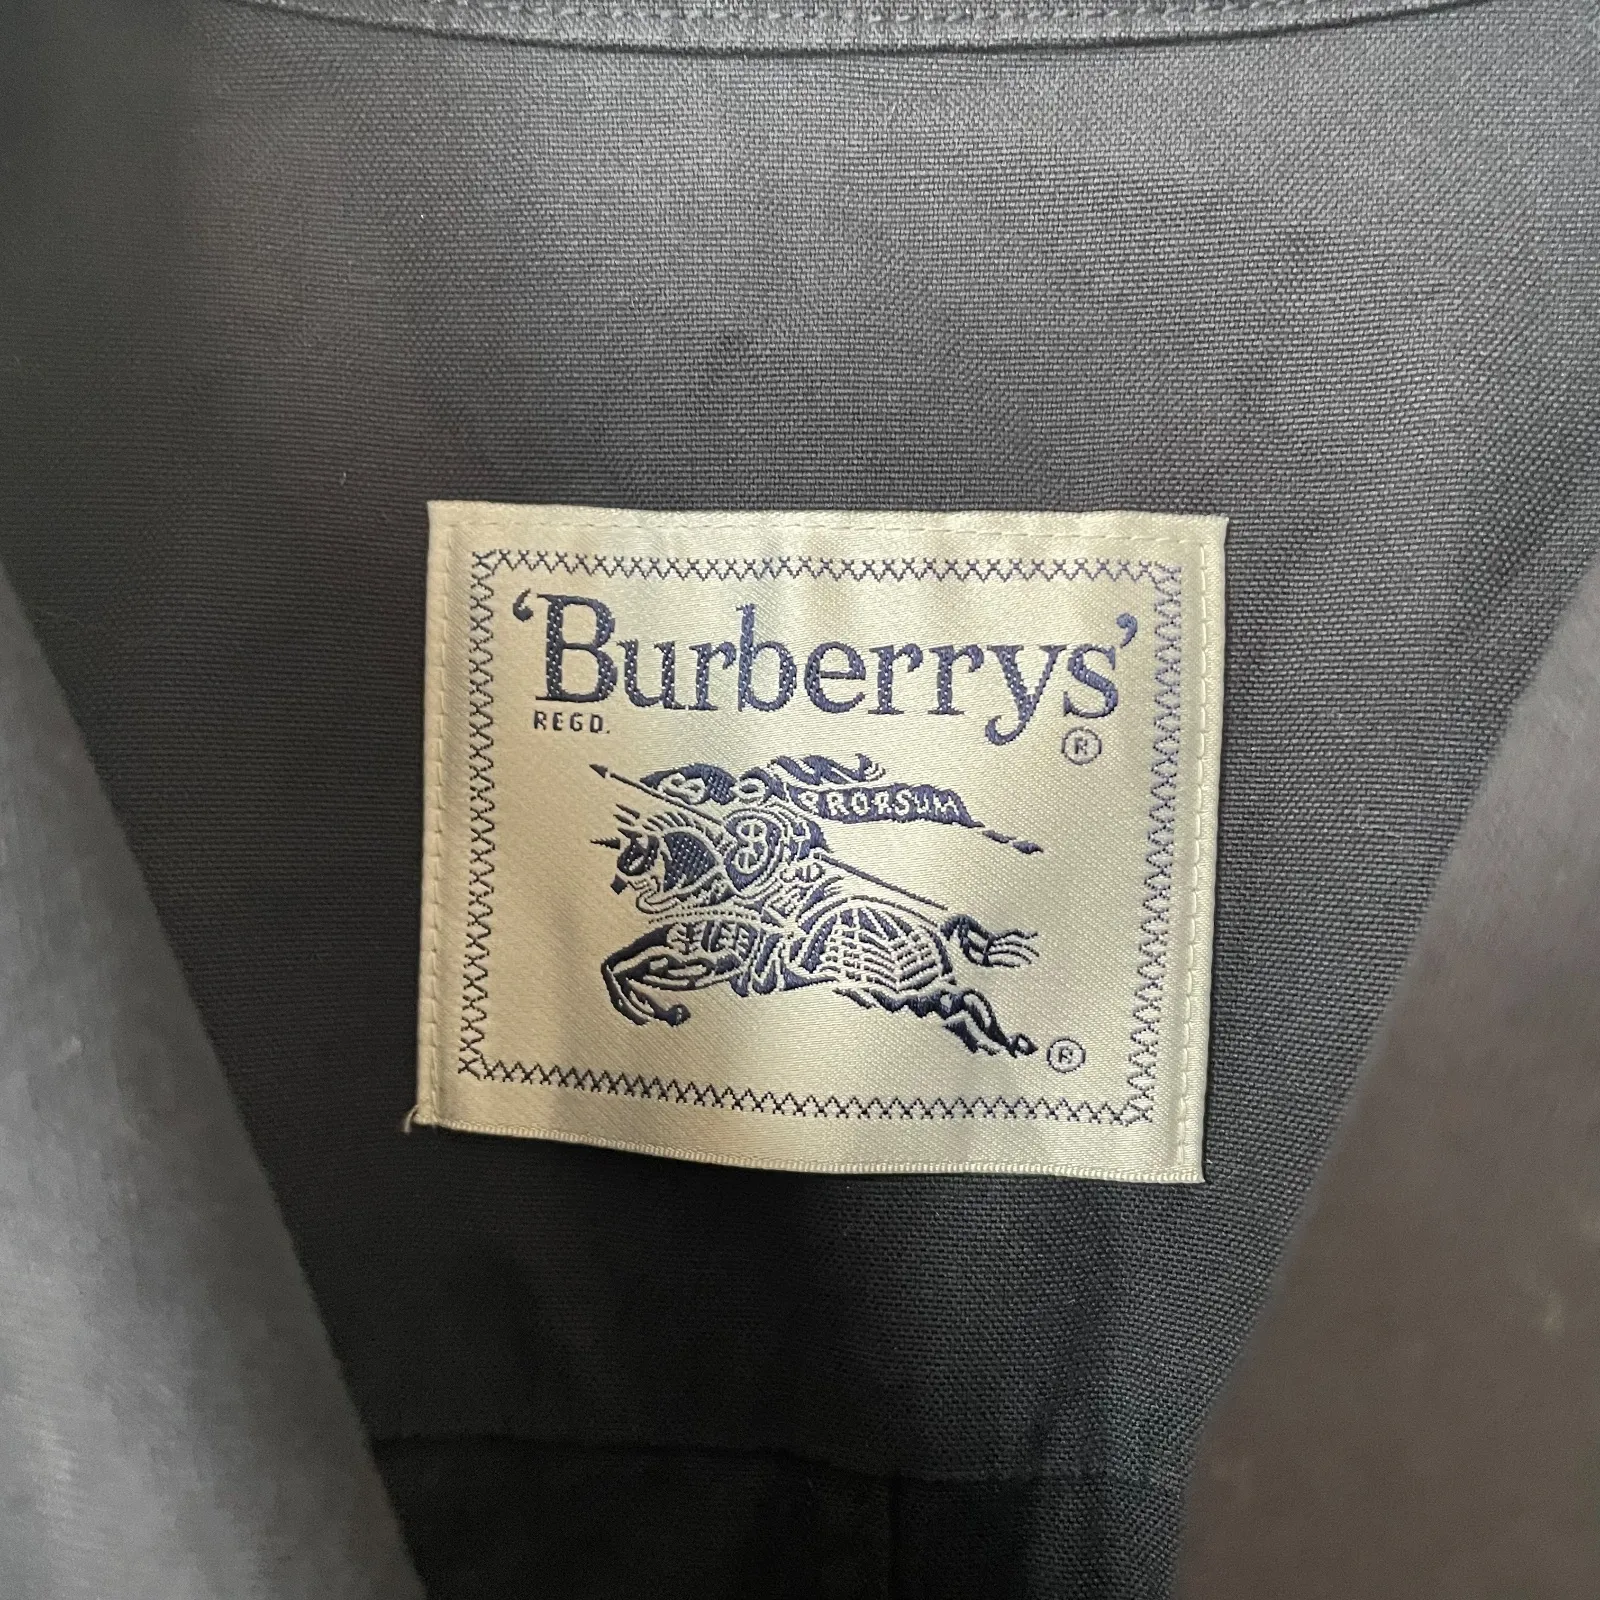 ‘Burberrys’
REGD. ®
PRORSUM
®